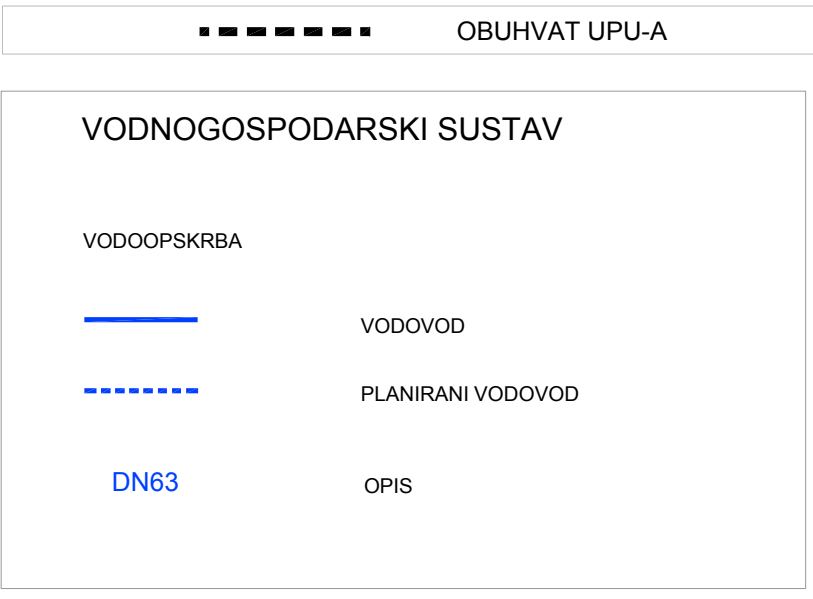 OBUHVAT UPU-A
VODNOGOSPODARSKI SUSTAV
VODOOPSKRBA
VODOVOD
PLANIRANI VODOVOD
DN63 OPIS